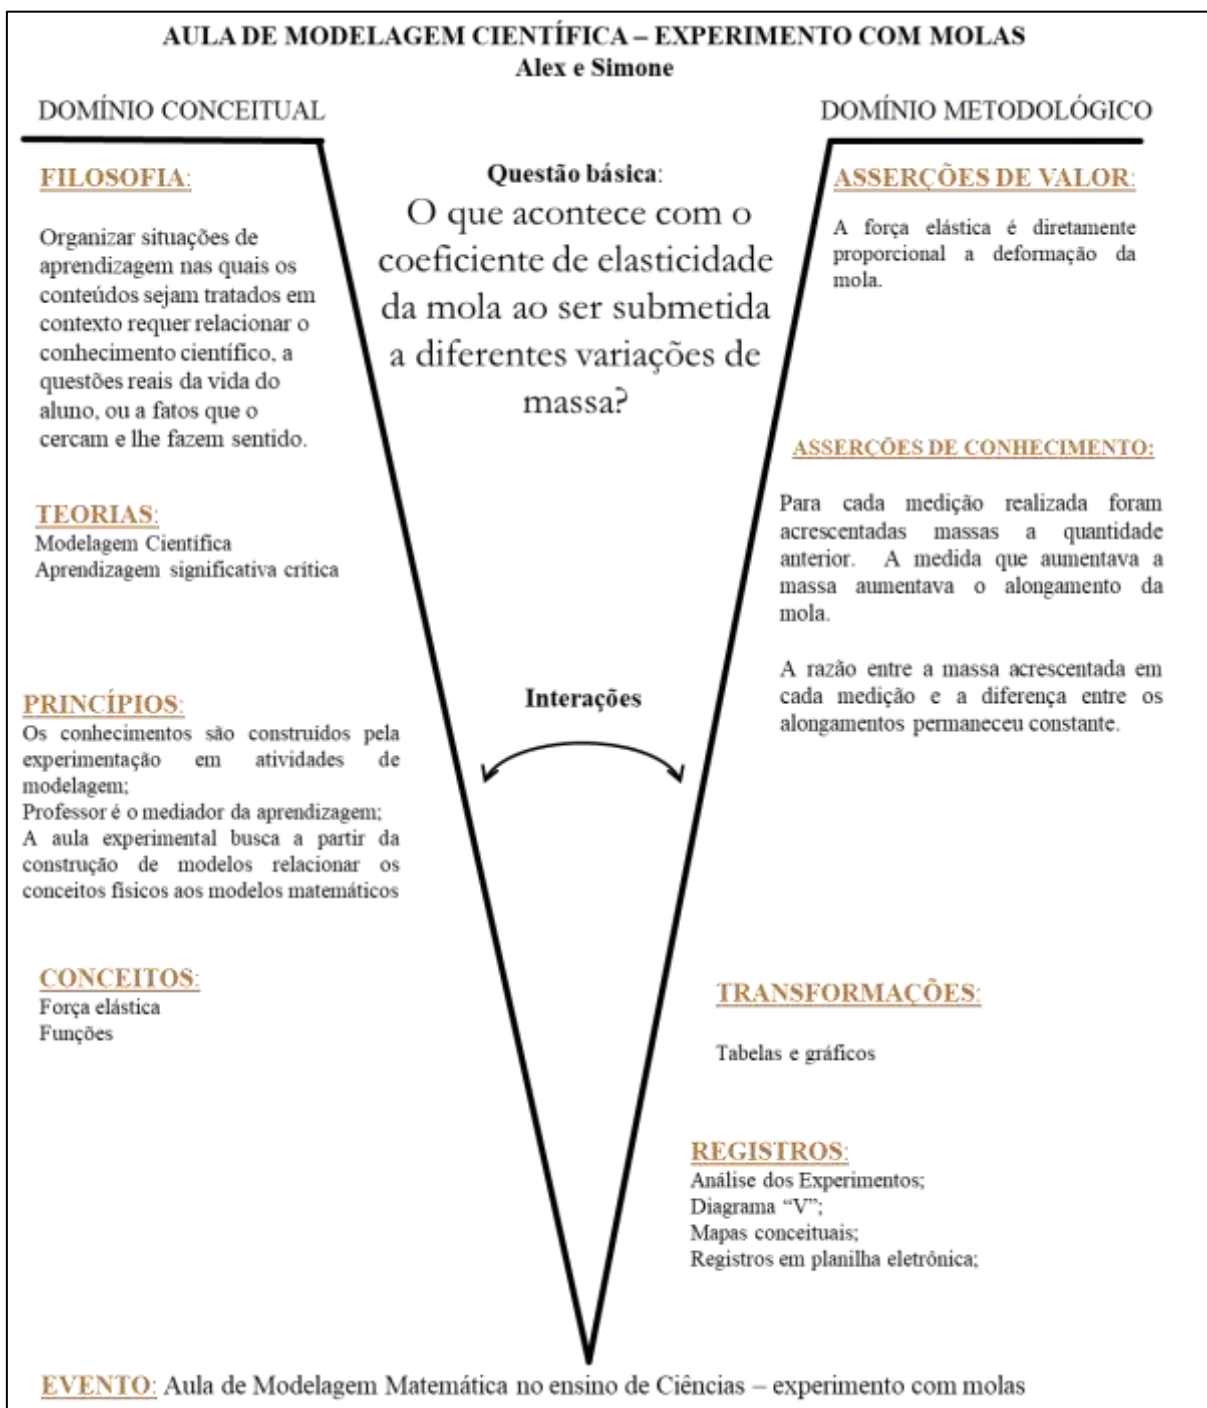 AULA DE MODELAGEM CIENTÍFICA – EXPERIMENTO COM MOLAS
Alex e Simone
DOMÍNIO CONCEITUAL
FILOSOFIA:
Organizar situações de
aprendizagem nas quais os
conteúdos sejam tratados em
contexto requer relacionar o
conhecimento científico, a
questões reais da vida do
aluno, ou a fatos que o
cercam e lhe fazem sentido.
TEORIAS:
Modelagem Científica
Aprendizagem significativa crítica
PRINCÍPIOS:
Os conhecimentos são construídos pela
experimentação em atividades de
modelagem;
Professor é o mediador da aprendizagem;
A aula experimental busca a partir da
construção de modelos relacionar os
conceitos físicos aos modelos matemáticos
CONCEITOS:
Força elástica
Funções
Questão básica:
O que acontece com o
coeficiente de elasticidade
da mola ao ser submetida
a diferentes variações de
massa?
Interações
DOMÍNIO METODOLÓGICO
ASSERÇÕES DE VALOR:
A força elástica é diretamente
proporcional a deformação da
mola.
ASSERÇÕES DE CONHECIMENTO:
Para cada medição realizada foram
acrescentadas massas a quantidade
anterior. A medida que aumentava a
massa aumentava o alongamento da
mola.
A razão entre a massa acrescentada em
cada medição e a diferença entre os
alongamentos permaneceu constante.
TRANSFORMAÇÕES:
Tabelas e gráficos
REGISTROS:
Análise dos Experimentos;
Diagrama “V”;
Mapas conceituais;
Registros em planilha eletrônica;
EVENTO: Aula de Modelagem Matemática no ensino de Ciências – experimento com molas